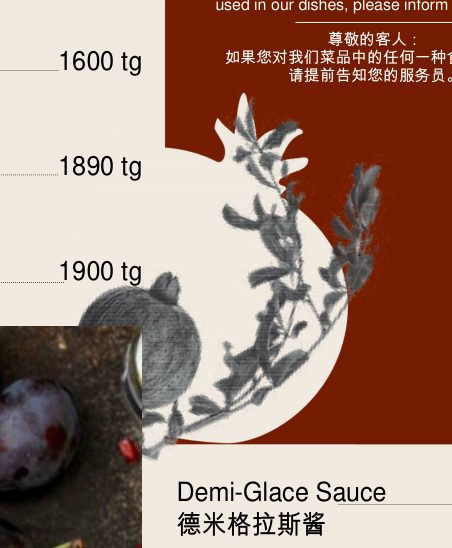 used in our dishes, please inform
尊敬的客人：
如果您对我们菜品中的任何一种
请提前告知您的服务员。
1600 tg
1890 tg
1900 tg
Demi-Glace Sauce
德米格拉斯酱